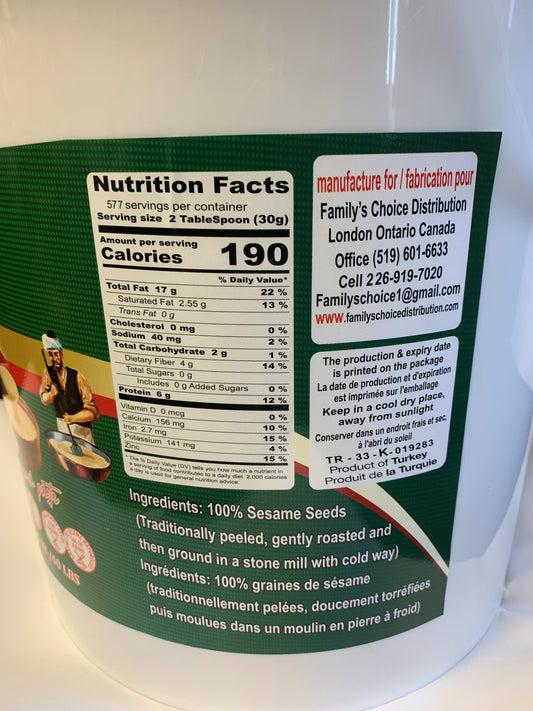 Nutrition Facts
577 servings per container
Serving size 2 TableSpoon (30g)
Amount per serving
Calories 190
% Daily Value*
Total Fat 17 g 22 %
Saturated Fat 2.55 g 13 %
Trans Fat 0 g
Cholesterol 0 mg 0 %
Sodium 40 mg 2 %
Total Carbohydrate 2 g 1 %
Dietary Fiber 4 g 14 %
Total Sugars 0 g
Includes 0 g Added Sugars 0 %
Protein 6 g 12 %
Vitamin D 0 mcg 0 %
Calcium 156 mg 10 %
Iron 2.7 mg 15 %
Potassium 141 mg 4 %
Zinc 15 %
* The % Daily Value (DV) tells you how much a nutrient in
a serving of food contributes to a daily diet. 2,000 calories
a day is used for general nutrition advice.
manufacture for / fabrication pour
Family's Choice Distribution
London Ontario Canada
Office (519) 601-6633
Cell 226-919-7020
Familyschoice1@gmail.com
www.familyschoicedistribution.com
The production & expiry date
is printed on the package
La date de production et d'expiration
est imprimée sur l'emballage
Keep in a cool dry place,
away from sunlight
Conserver dans un endroit frais et sec,
à l'abri du soleil
TR - 33 - K- 019283
Product of Turkey
Produit de la Turquie
Ingredients: 100% Sesame Seeds
(Traditionally peeled, gently roasted and
then ground in a stone mill with cold way)
Ingrédients: 100% graines de sésame
(traditionnellement pelées, doucement torréfiées
puis moulues dans un moulin en pierre à froid)
LBS